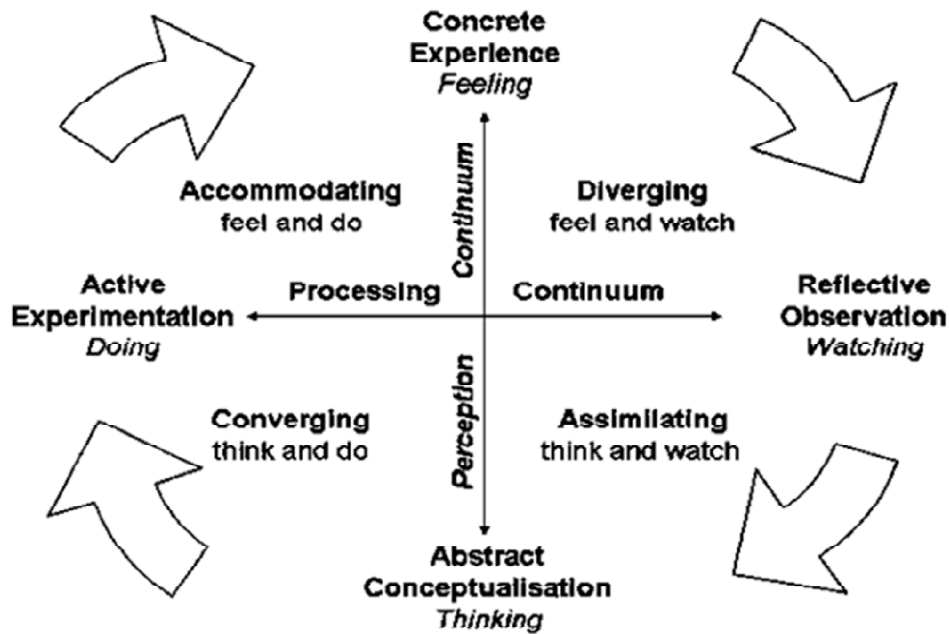 Concrete
Experience
Feeling
Accommodating
feel and do
Continuum
Diverging
feel and watch
Active
Experimentation
Doing
Processing
Continuum
Reflective
Observation
Watching
Converging
think and do
Perception
Assimilating
think and watch
Abstract
Conceptualisation
Thinking